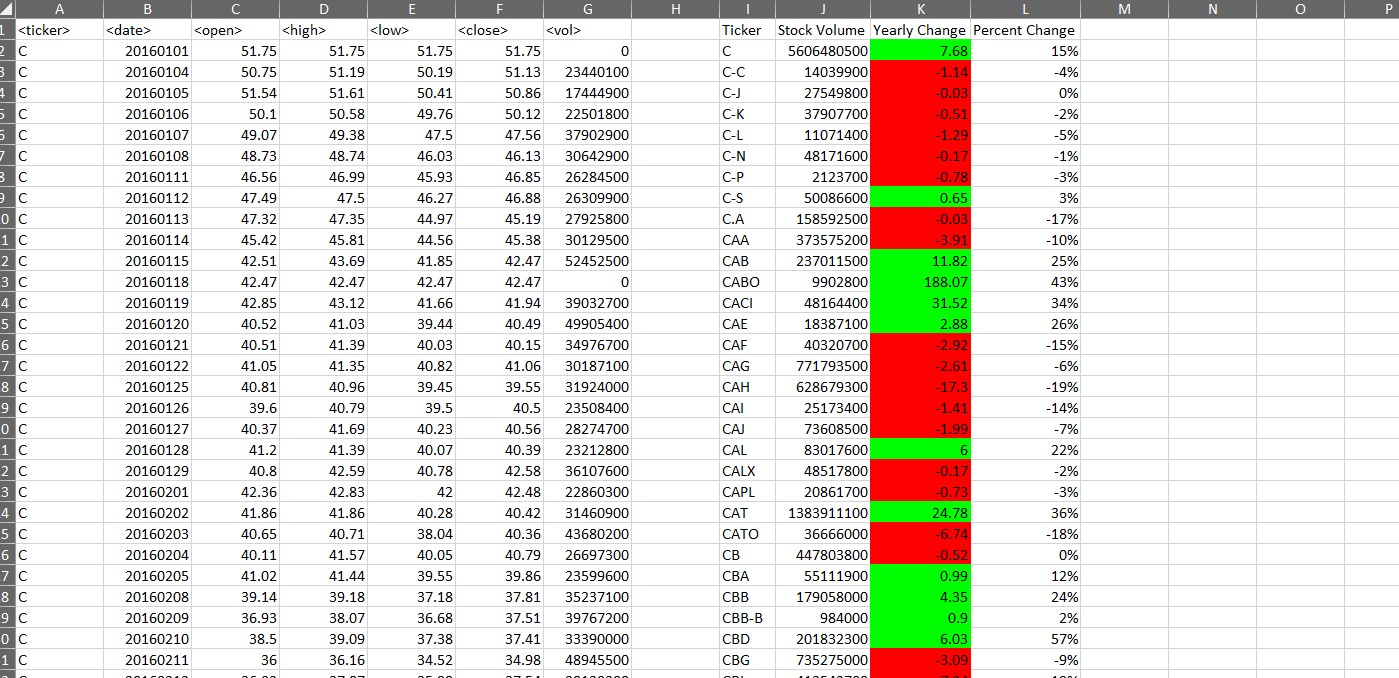 A B C D E F G H I J K L M N O P
1 <ticker> <date> <open> <high> <low> <close> <vol> Ticker Stock Volume Yearly Change Percent Change
2 C 20160101 51.75 51.75 51.75 51.75 0 C 5606480500 7.68 15%
3 C 20160104 50.75 51.19 50.19 51.13 23440100 C-C 14039900 -1.14 -4%
4 C 20160105 51.54 51.61 50.41 50.86 17444900 C-J 27549800 -0.03 0%
5 C 20160106 50.1 50.58 49.76 50.12 22501800 C-K 37907700 -0.51 -2%
6 C 20160107 49.07 49.38 47.5 47.56 37902900 C-L 11071400 -1.29 -5%
7 C 20160108 48.73 48.74 46.03 46.13 30642900 C-N 48171600 -0.17 -1%
8 C 20160111 46.56 46.99 45.93 46.85 26284500 C-P 2123700 -0.78 -3%
9 C 20160112 47.49 47.5 46.27 46.88 26309900 C-S 50086600 0.65 3%
0 C 20160113 47.32 47.35 44.97 45.19 27925800 C.A 158592500 -0.03 -17%
1 C 20160114 45.42 45.81 44.56 45.38 30129500 CAA 373575200 -3.91 -10%
2 C 20160115 42.51 43.69 41.85 42.47 52452500 CAB 237011500 11.82 25%
3 C 20160118 42.47 42.47 42.47 42.47 0 CABO 9902800 188.07 43%
4 C 20160119 42.85 43.12 41.66 41.94 39032700 CACI 48164400 31.52 34%
5 C 20160120 40.52 41.03 39.44 40.49 49905400 CAE 18387100 2.88 26%
6 C 20160121 40.51 41.39 40.03 40.15 34976700 CAF 40320700 -2.92 -15%
7 C 20160122 41.05 41.35 40.82 41.06 30187100 CAG 771793500 -2.61 -6%
8 C 20160125 40.81 40.96 39.45 39.55 31924000 CAH 628679300 -17.3 -19%
9 C 20160126 39.6 40.79 39.5 40.5 23508400 CAI 25173400 -1.41 -14%
0 C 20160127 40.37 41.69 40.23 40.56 28274700 CAJ 73608500 -1.99 -7%
1 C 20160128 41.2 41.39 40.07 40.39 23212800 CAL 83017600 6 22%
2 C 20160129 40.8 42.59 40.78 42.58 36107600 CALX 48517800 -0.17 -2%
3 C 20160201 42.36 42.83 42 42.48 22860300 CAPL 20861700 -0.73 -3%
4 C 20160202 41.86 41.86 40.28 40.42 31460900 CAT 1383911100 24.78 36%
5 C 20160203 40.65 40.71 38.04 40.36 43680200 CATO 36666000 -6.74 -18%
6 C 20160204 40.11 41.57 40.05 40.79 26697300 CB 447803800 -0.52 0%
7 C 20160205 41.02 41.44 39.55 39.86 23599600 CBA 55111900 0.99 12%
8 C 20160208 39.14 39.18 37.18 37.81 35237100 CBB 179058000 4.35 24%
9 C 20160209 36.93 38.07 36.68 37.51 39767200 CBB-B 984000 0.9 2%
0 C 20160210 38.5 39.09 37.38 37.41 33390000 CBD 201832300 6.03 57%
1 C 20160211 36 36.16 34.52 34.98 48945500 CBG 735275000 -3.09 -9%